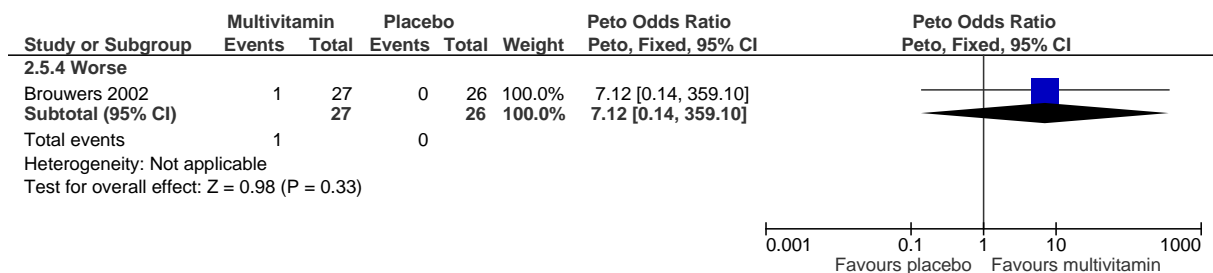 Multivitamin Placebo Peto Odds Ratio Peto Odds Ratio
Study or Subgroup Events Total Events Total Weight Peto, Fixed, 95% CI Peto, Fixed, 95% CI
2.5.4 Worse
Brouwers 2002 1 27 0 26 100.0% 7.12 [0.14, 359.10]
Subtotal (95% CI) 27 26 100.0% 7.12 [0.14, 359.10]
Total events 1 0
Heterogeneity: Not applicable
Test for overall effect: Z = 0.98 (P = 0.33)
0.001 0.1 1 10 1000
Favours placebo Favours multivitamin